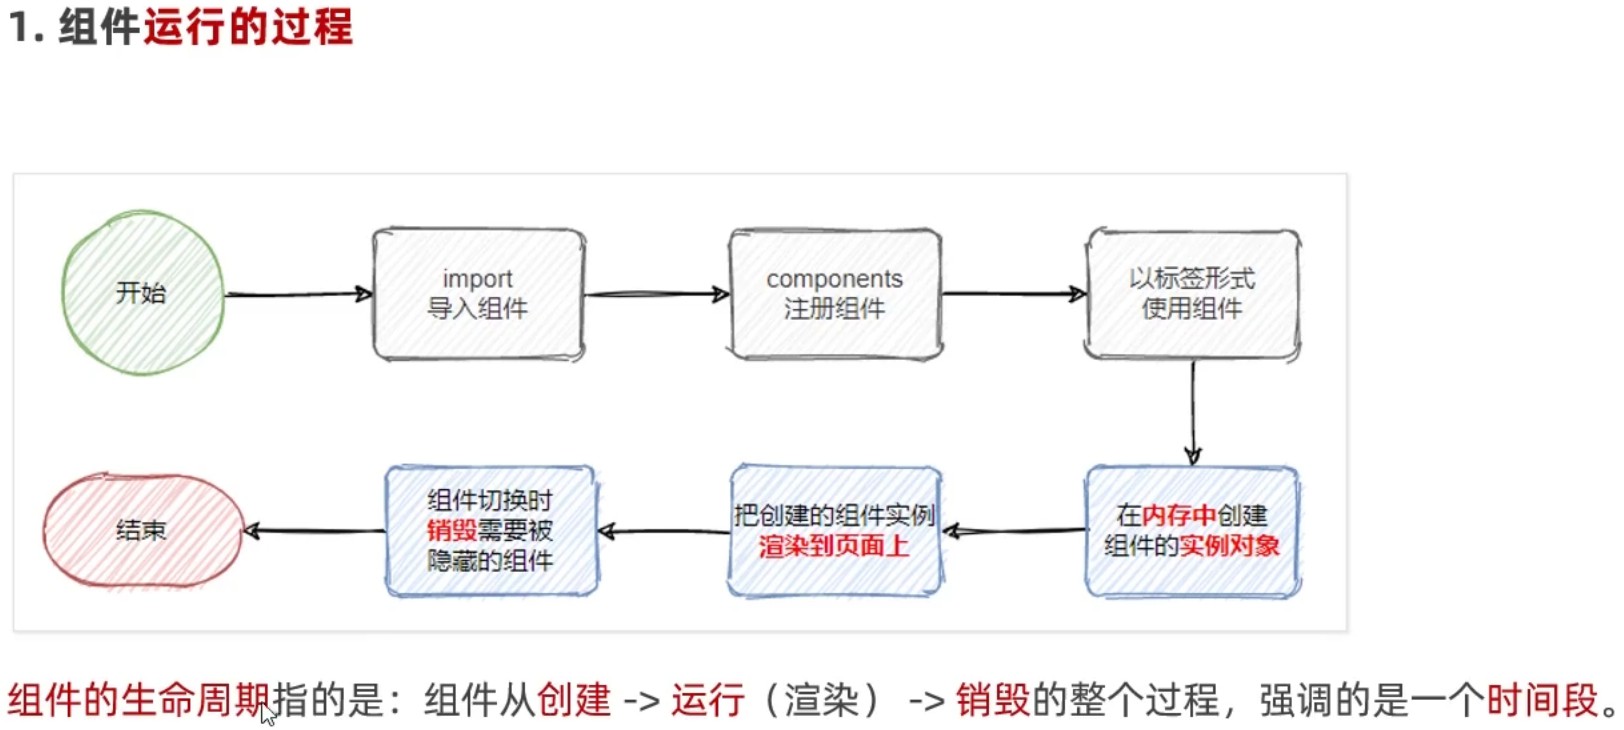 1. 组件运行的过程
开始
import
导入组件
components
注册组件
以标签形式
使用组件
在内存中创建
组件的实例对象
把创建的组件实例
渲染到页面上
组件切换时
销毁需要被
隐藏的组件
结束
组件的生命周期指的是：组件从创建 -> 运行（渲染） -> 销毁的整个过程，强调的是一个时间段。